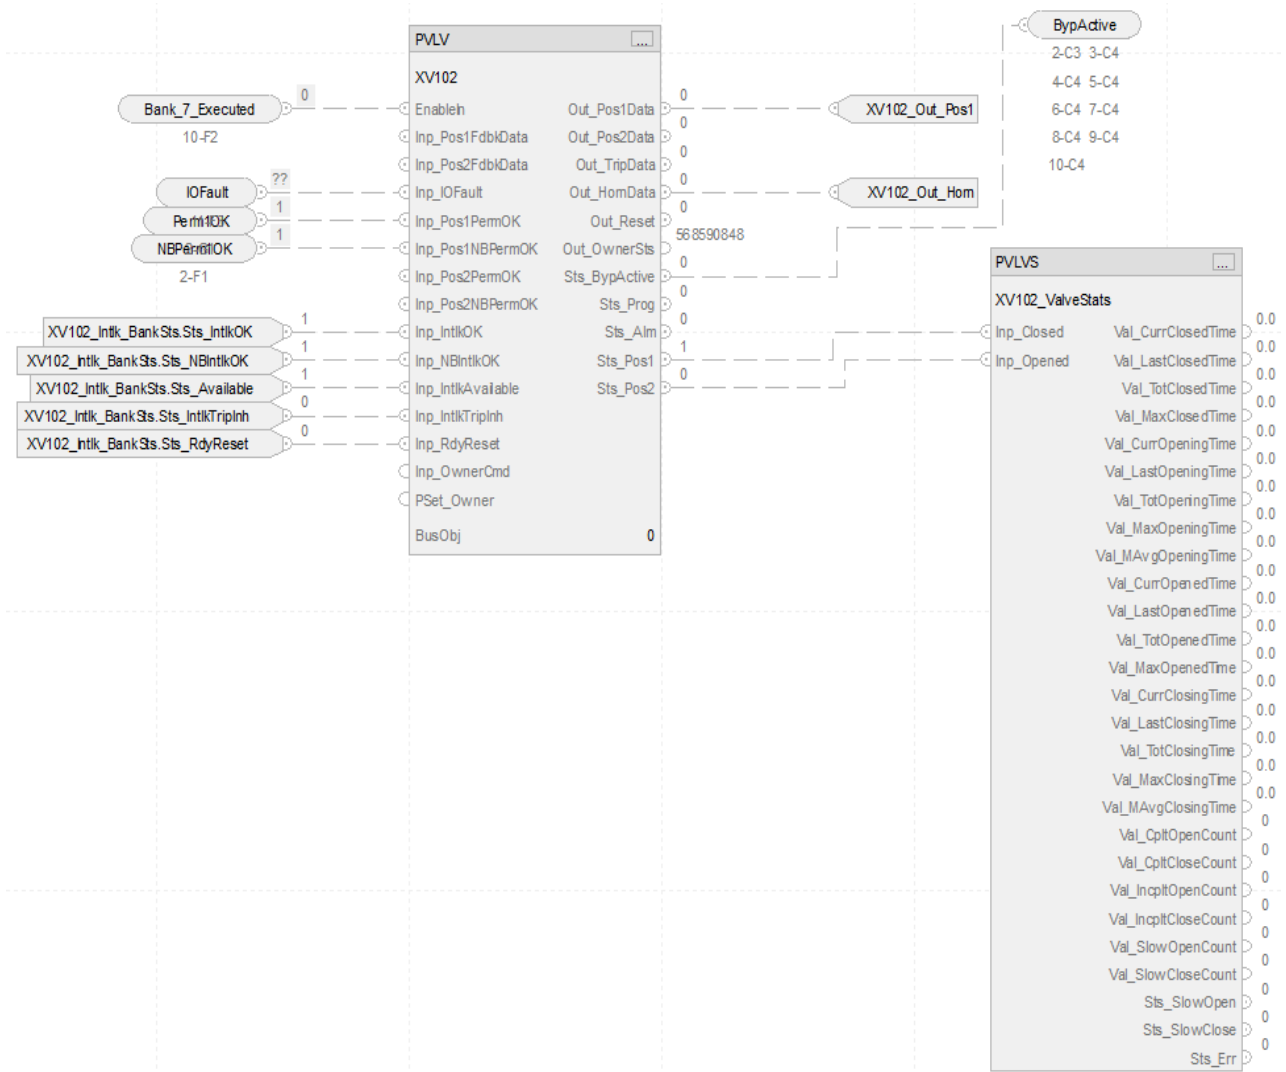 BypActive
2-C3 3-C4
4-C4 5-C4
6-C4 7-C4
8-C4 9-C4
10-C4
PVLV ...
XV102
Bank_7_Executed 0
10-F2
IOFault ??
Perm1OK 1
NBPerm1OK 1
2-F1
XV102_Intlk_BankSts.Sts_IntlkOK 1
XV102_Intlk_BankSts.Sts_NBIntlkOK 1
XV102_Intlk_BankSts.Sts_Available 1
XV102_Intlk_BankSts.Sts_IntlkTripInh 0
XV102_Intlk_BankSts.Sts_RdyReset 0
EnableIn Out_Pos1Data 0
Inp_Pos1FdbkData Out_Pos2Data 0
Inp_Pos2FdbkData Out_TripData 0
Inp_IOFault Out_HornData 0
Inp_Pos1PermOK Out_Reset 0
Inp_Pos1NBPermOK Out_OwnerSts 568590848
Inp_Pos2PermOK Sts_BypActive 0
Inp_Pos2NBPermOK Sts_Prog 0
Inp_IntlkOK Sts_Alm 0
Inp_NBIntlkOK Sts_Pos1 1
Inp_IntlkAvailable Sts_Pos2 0
Inp_IntlkTripInh
Inp_RdyReset
Inp_OwnerCmd
PSet_Owner
BusObj 0
XV102_Out_Pos1
XV102_Out_Horn
PVLVS ...
XV102_ValveStats
Inp_Closed Val_CurrClosedTime 0.0
Inp_Opened Val_LastClosedTime 0.0
Val_TotClosedTime 0.0
Val_MaxClosedTime 0.0
Val_CurrOpeningTime 0.0
Val_LastOpeningTime 0.0
Val_TotOpeningTime 0.0
Val_MaxOpeningTime 0.0
Val_MAvgOpeningTime 0.0
Val_CurrOpenedTime 0.0
Val_LastOpenedTime 0.0
Val_TotOpenedTime 0.0
Val_MaxOpenedTime 0.0
Val_CurrClosingTime 0.0
Val_LastClosingTime 0.0
Val_TotClosingTime 0.0
Val_MaxClosingTime 0.0
Val_MAvgClosingTime 0.0
Val_CpltOpenCount 0
Val_CpltCloseCount 0
Val_IncpltOpenCount 0
Val_IncpltCloseCount 0
Val_SlowOpenCount 0
Val_SlowCloseCount 0
Sts_SlowOpen 0
Sts_SlowClose 0
Sts_Err 0